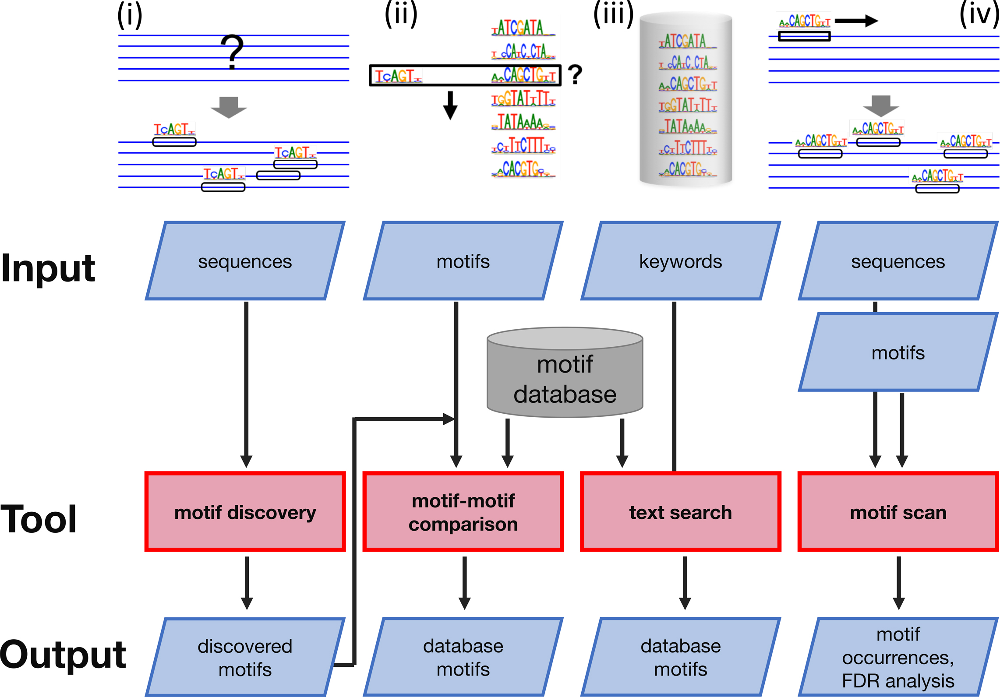 (i)
(ii)
(iii)
(iv)
?
?
Input
sequences
motifs
keywords
sequences
motifs
motif
database
Tool
motif discovery
motif-motif
comparison
text search
motif scan
Output
discovered
motifs
database
motifs
database
motifs
motif
occurrences,
FDR analysis